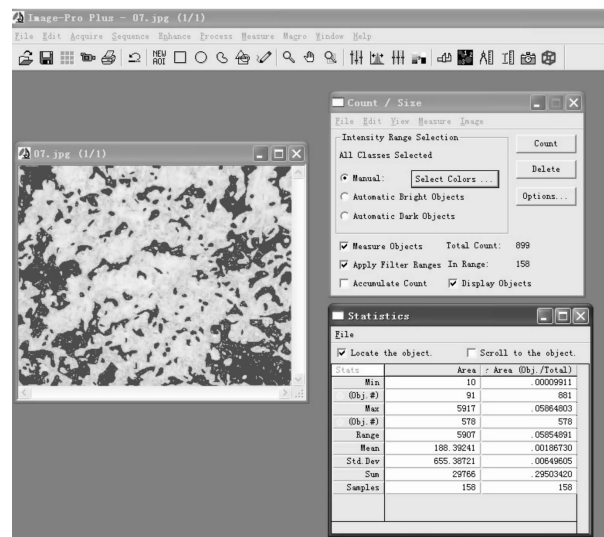 Image-Pro Plus - 07.jpg (1/1)
File Edit Acquire Sequence Enhance Process Measure Macro Window Help
NEW AOI
Count / Size
File Edit View Measure Image
Intensity Range Selection
All Classes Selected
Manual: Select Colors ...
Automatic Bright Objects
Automatic Dark Objects
Count
Delete
Options...
Measure Objects Total Count: 899
Apply Filter Ranges In Range: 158
Accumulate Count Display Objects
07.jpg (1/1)
Statistics
File
Locate the object. Scroll to the object.
Stats Area Area (Obj./Total)
Min 10 .00009911
(Obj.#) 91 881
Max 5917 .05864803
(Obj.#) 578 578
Range 5907 .05854891
Mean 188.39241 .00186730
Std.Dev 655.38721 .00649605
Sum 29766 .29503420
Samples 158 158